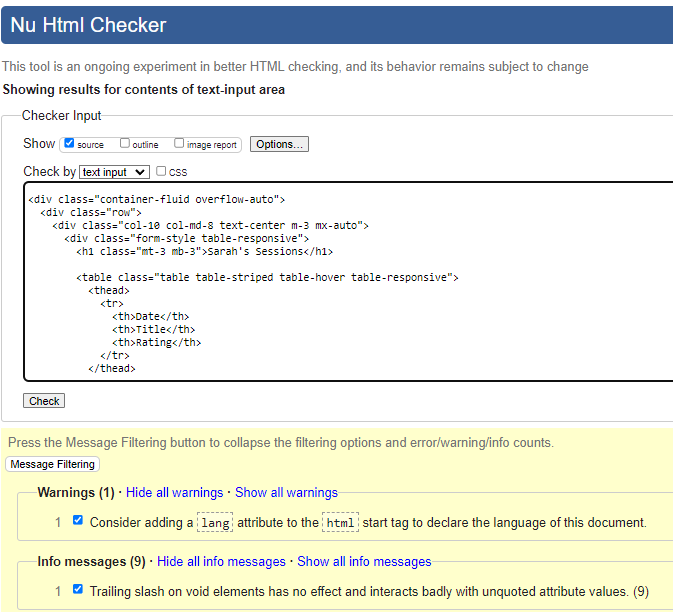 Nu Html Checker
This tool is an ongoing experiment in better HTML checking, and its behavior remains subject to change
Showing results for contents of text-input area
Checker Input
Show source outline image report Options...
Check by text input css
<div class="container-fluid overflow-auto">
<div class="row">
<div class="col-10 col-md-8 text-center m-3 mx-auto">
<div class="form-style table-responsive">
<h1 class="mt-3 mb-3">Sarah's Sessions</h1>
<table class="table table-striped table-hover table-responsive">
<thead>
<tr>
<th>Date</th>
<th>Title</th>
<th>Rating</th>
</tr>
</thead>
Check
Press the Message Filtering button to collapse the filtering options and error/warning/info counts.
Message Filtering
Warnings (1) · Hide all warnings · Show all warnings
1 Consider adding a lang attribute to the html start tag to declare the language of this document.
Info messages (9) · Hide all info messages · Show all info messages
1 Trailing slash on void elements has no effect and interacts badly with unquoted attribute values. (9)